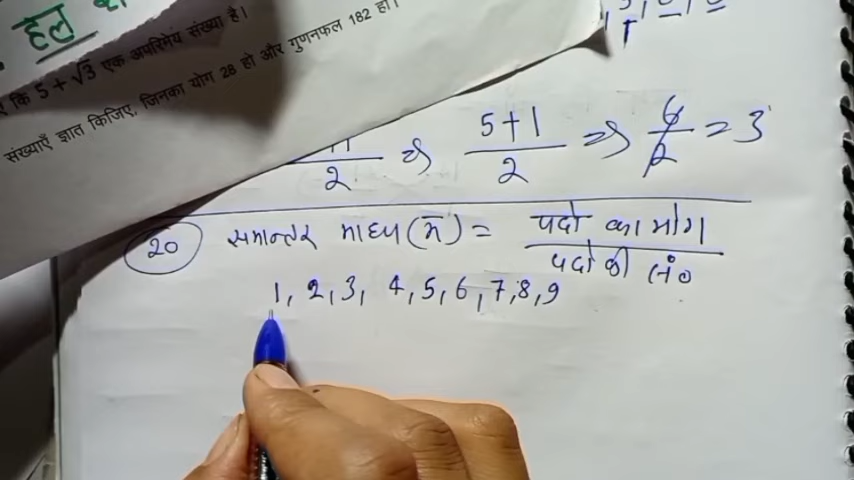 हल
कि 5 + √3 एक अपरिमेय संख्या है।
संख्याएँ ज्ञात किजिए, जिनका योग 28 हो और गुणनफल 182 हो।
2 ⇒ 5+1/2 ⇒ 6/2 = 3
20 समान्तर माध्य (x̄) = पदो का योग / पदो की सं०
1, 2, 3, 4, 5, 6, 7, 8, 9